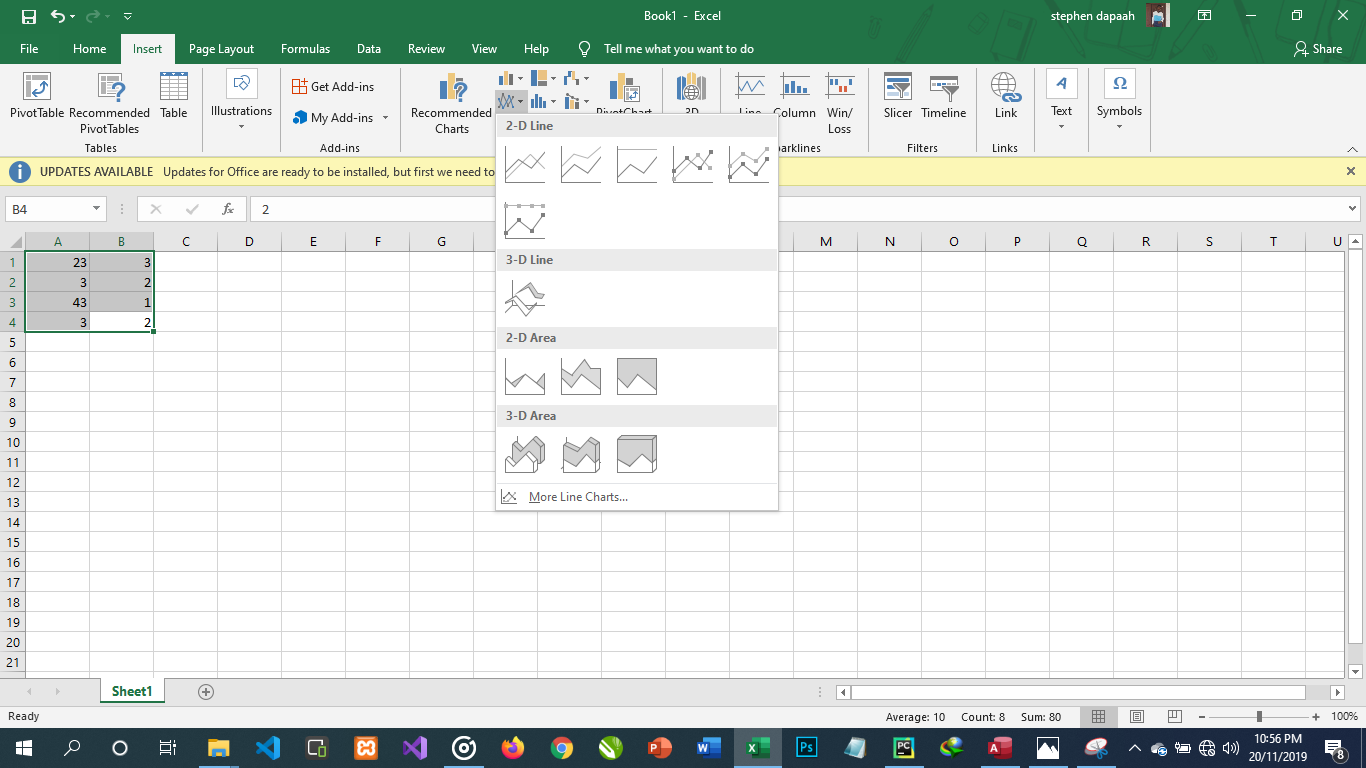 Book1 - Excel
stephen dapaah
File Home Insert Page Layout Formulas Data Review View Help Tell me what you want to do Share
PivotTable Recommended PivotTables Table
Tables
Illustrations
Get Add-ins
My Add-ins
Add-ins
Recommended Charts
PivotChart
3D
Line Column Win/ Loss
arklines
Slicer Timeline
Filters
Link
Links
A
Text
Ω
Symbols
2-D Line
3-D Line
2-D Area
3-D Area
More Line Charts...
UPDATES AVAILABLE Updates for Office are ready to be installed, but first we need to
B4 fx 2
A B C D E F G M N O P Q R S T U
1 23 3
2 3 2
3 43 1
4 3 2
5
6
7
8
9
10
11
12
13
14
15
16
17
18
19
20
21
Sheet1
Ready Average: 10 Count: 8 Sum: 80 100%
10:56 PM
20/11/2019
8